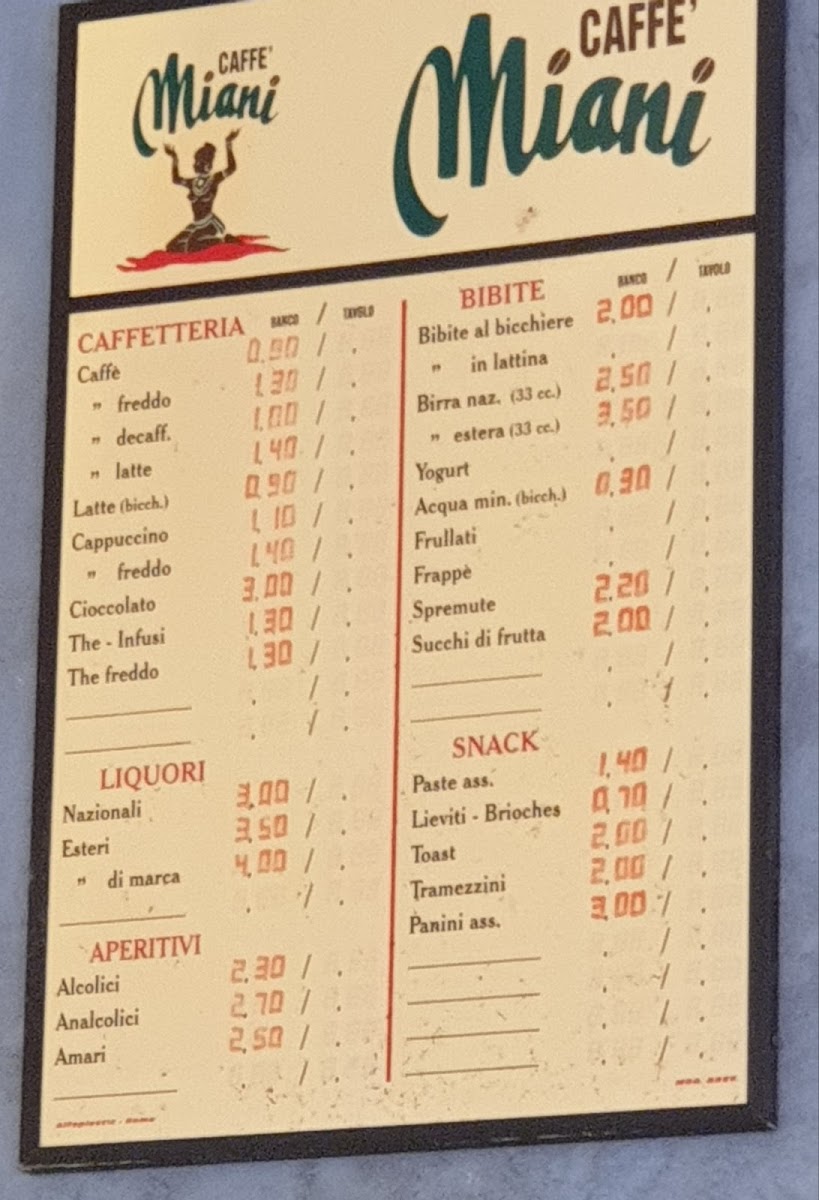 CAFFE'
Miani
CAFFE'
Miani
CAFFETTERIA BANCO / TAVOLO
Caffè 0.90 / .
" freddo 1.30 / .
" decaff. 1.00 / .
" latte 1.40 / .
Latte (bicch.) 0.90 / .
Cappuccino 1.10 / .
" freddo 1.40 / .
Cioccolato 3.00 / .
The - Infusi 1.30 / .
The freddo 1.30 / .
LIQUORI
Nazionali 3.00 / .
Esteri 3.50 / .
" di marca 4.00 / .
APERITIVI
Alcolici 2.30 / .
Analcolici 2.70 / .
Amari 2.50 / .
BIBITE BANCO / TAVOLO
Bibite al bicchiere 2.00 / .
" in lattina . / .
Birra naz. (33 cc.) 2.50 / .
" estera (33 cc.) 3.50 / .
Yogurt . / .
Acqua min. (bicch.) 0.30 / .
Frullati . / .
Frappè . / .
Spremute 2.20 / .
Succhi di frutta 2.00 / .
SNACK
Paste ass. 1.40 / .
Lieviti - Brioches 0.70 / .
Toast 2.00 / .
Tramezzini 2.00 / .
Panini ass. 3.00 / .